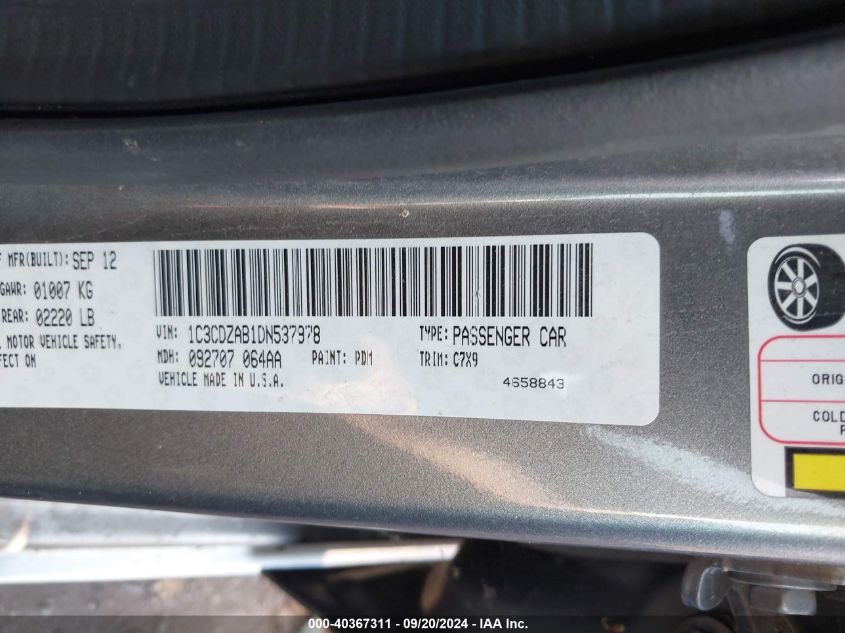 F MFR(BUILT): SEP 12
GAWR: 01007 KG
REAR: 02220 LB
L MOTOR VEHICLE SAFETY,
FECT ON
VIN: 1C3CDZAB1DN537978
TYPE: PASSENGER CAR
MDH: 092707 064AA
PAINT: PDM
TRIM: C7X9
VEHICLE MADE IN U.S.A.
4658843
ORIG
COLD
P
000-40367311 - 09/20/2024 - IAA Inc.